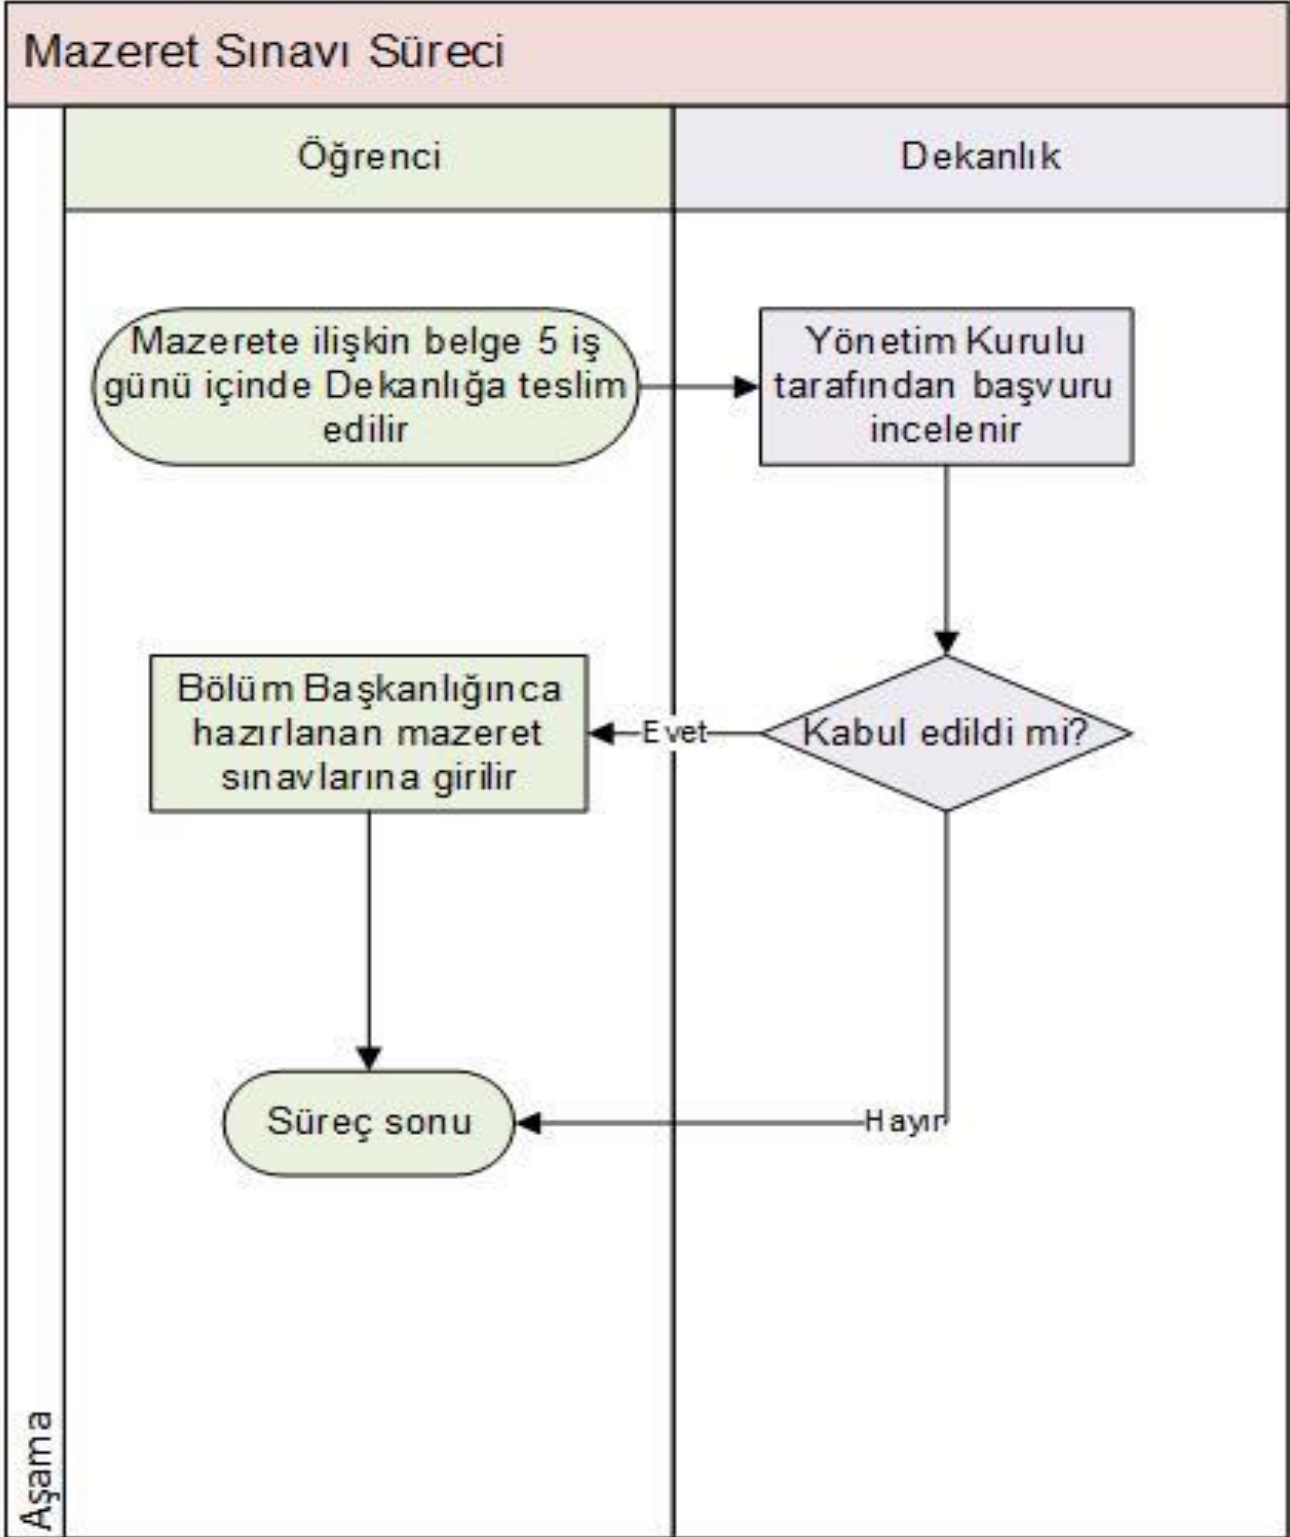 Mazeret Sınavı Süreci
Öğrenci
Dekanlık
Mazerete ilişkin belge 5 iş
günü içinde Dekanlığa teslim
edilir
Yönetim Kurulu
tarafından başvuru
incelenir
Bölüm Başkanlığınca
hazırlanan mazeret
sınavlarına girilir
Evet
Kabul edildi mi?
Süreç sonu
Hayır
Aşama